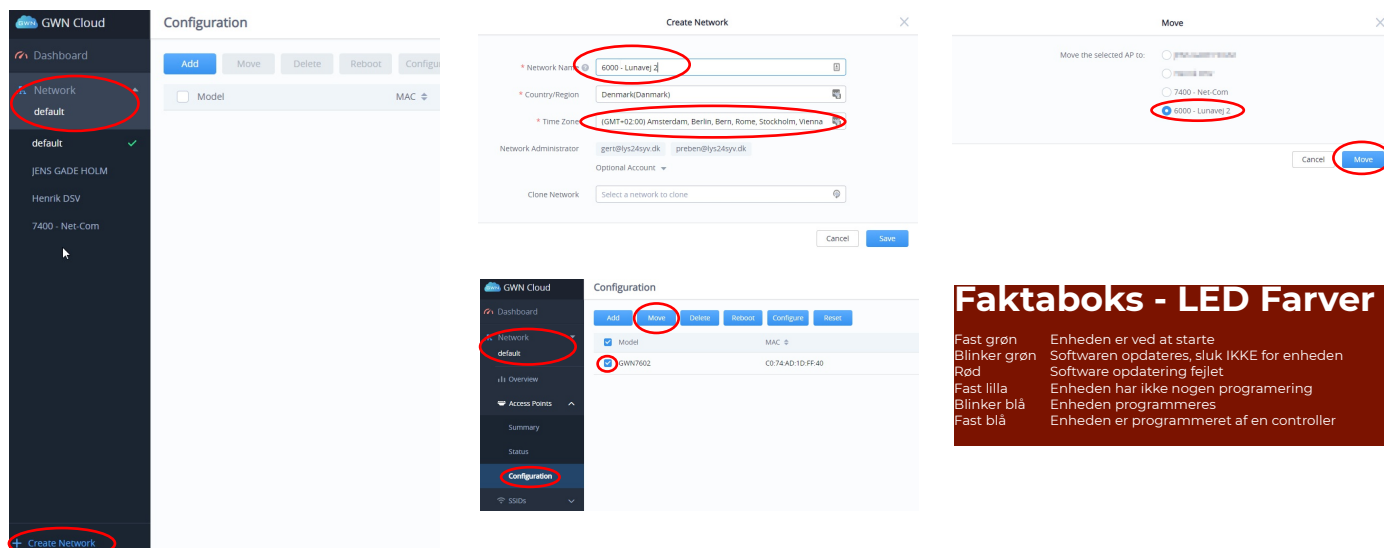 GWN Cloud
Dashboard
Network
default
default
JENS GADE HOLM
Henrik DSV
7400 - Net-Com
+ Create Network
Configuration
Add Move Delete Reboot Configu
Model MAC
Create Network
* Network Name 6000 - Lunavej 2
* Country/Region Denmark(Danmark)
* Time Zone (GMT+02:00) Amsterdam, Berlin, Bern, Rome, Stockholm, Vienna
Network Administrator gert@lys24syv.dk preben@lys24syv.dk
Optional Account
Clone Network Select a network to clone
Cancel Save
GWN Cloud
Dashboard
Network
default
Overview
Access Points
Summary
Status
Configuration
SSIDs
Configuration
Add Move Delete Reboot Configure Reset
Model MAC
GWN7602 C0:74:AD:1D:FF:40
Move
Move the selected AP to:
7400 - Net-Com
6000 - Lunavej 2
Cancel Move
Faktaboks - LED Farver
Fast grøn Enheden er ved at starte
Blinker grøn Softwaren opdateres, sluk IKKE for enheden
Rød Software opdatering fejlet
Fast lilla Enheden har ikke nogen programering
Blinker blå Enheden programmeres
Fast blå Enheden er programmeret af en controller